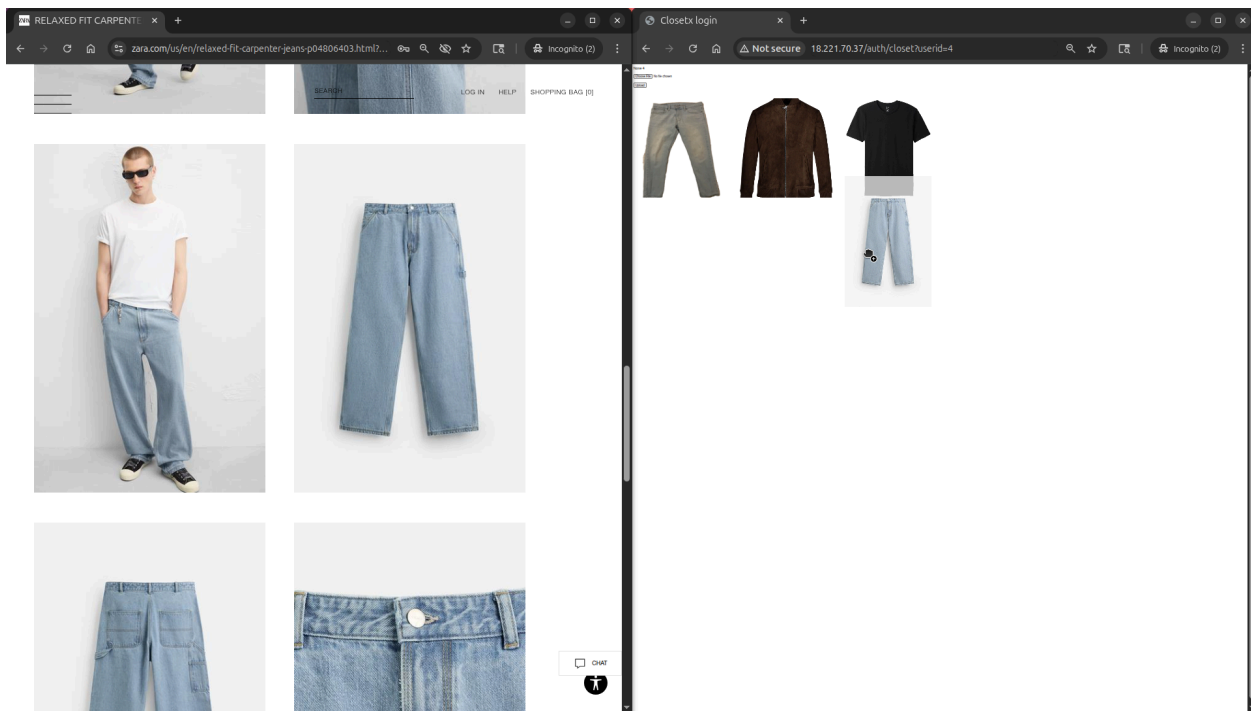 RELAXED FIT CARPENTE
zara.com/us/en/relaxed-fit-carpenter-jeans-p04806403.html?...
Incognito (2)
SEARCH
LOG IN
HELP
SHOPPING BAG [0]
CHAT
Closetx login
Not secure
18.221.70.37/auth/closet?userid=4
Incognito (2)